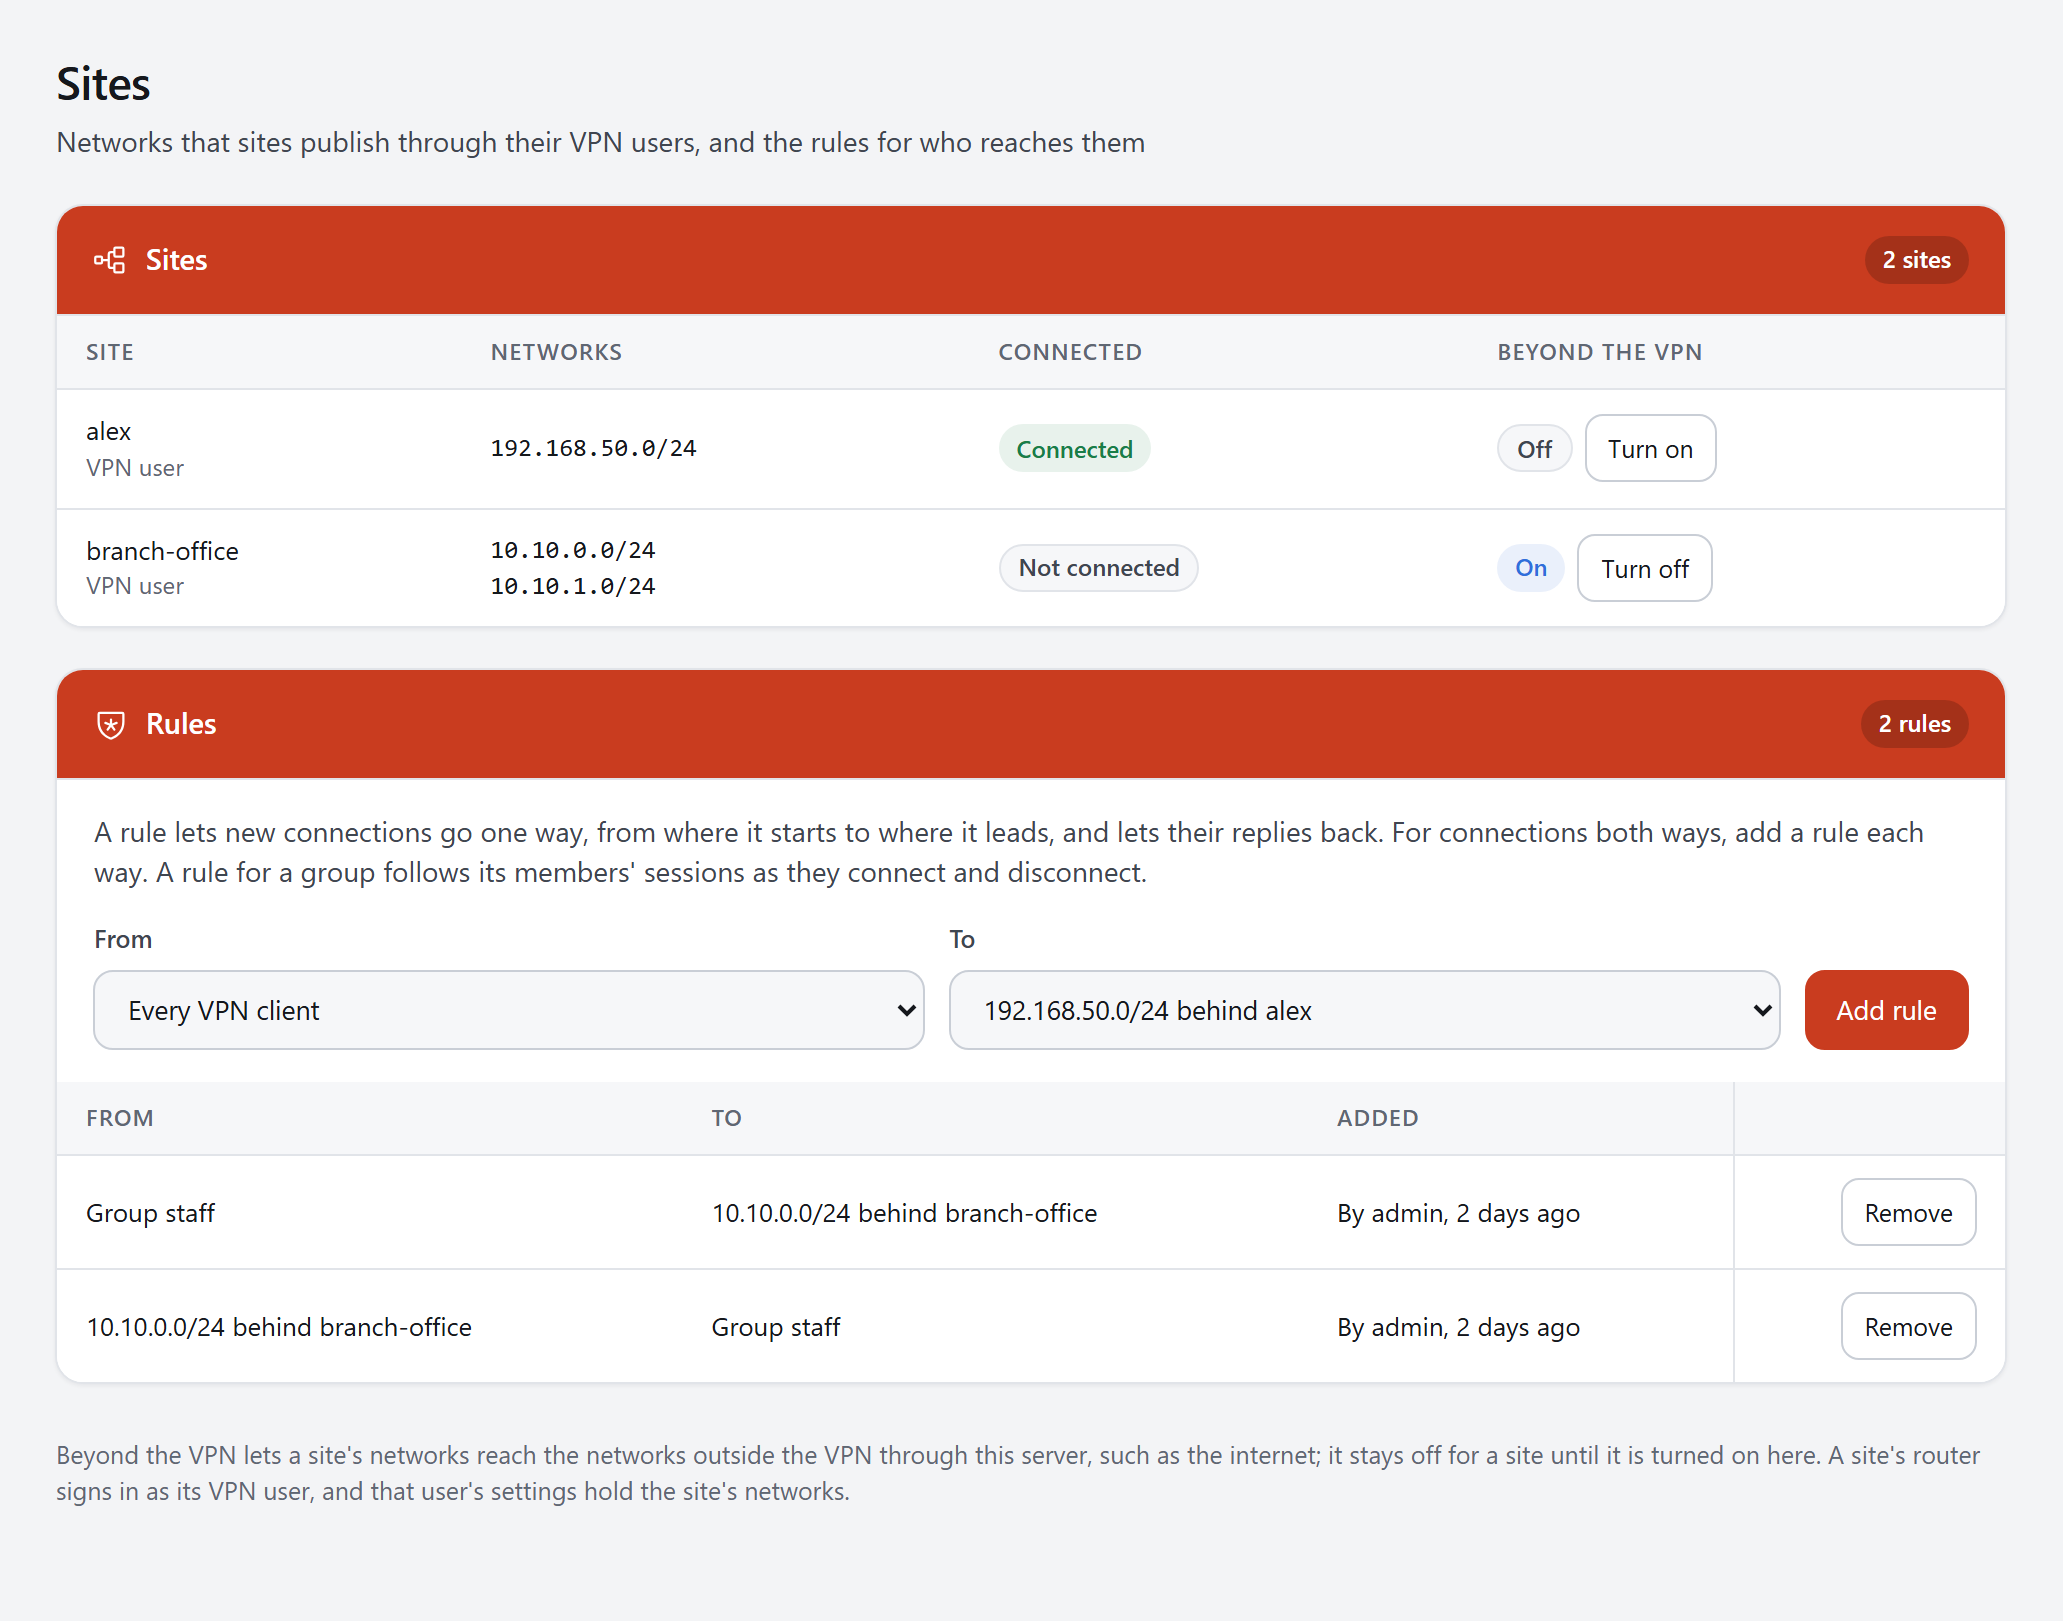 Sites
Networks that sites publish through their VPN users, and the rules for who reaches them
Sites
2 sites
SITE
NETWORKS
CONNECTED
BEYOND THE VPN
alex
VPN user
192.168.50.0/24
Connected
Off
Turn on
branch-office
VPN user
10.10.0.0/24
10.10.1.0/24
Not connected
On
Turn off
Rules
2 rules
A rule lets new connections go one way, from where it starts to where it leads, and lets their replies back. For connections both ways, add a rule each
way. A rule for a group follows its members' sessions as they connect and disconnect.
From
To
Every VPN client
192.168.50.0/24 behind alex
Add rule
FROM
TO
ADDED
Group staff
10.10.0.0/24 behind branch-office
By admin, 2 days ago
Remove
10.10.0.0/24 behind branch-office
Group staff
By admin, 2 days ago
Remove
Beyond the VPN lets a site's networks reach the networks outside the VPN through this server, such as the internet; it stays off for a site until it is turned on here. A site's router
signs in as its VPN user, and that user's settings hold the site's networks.